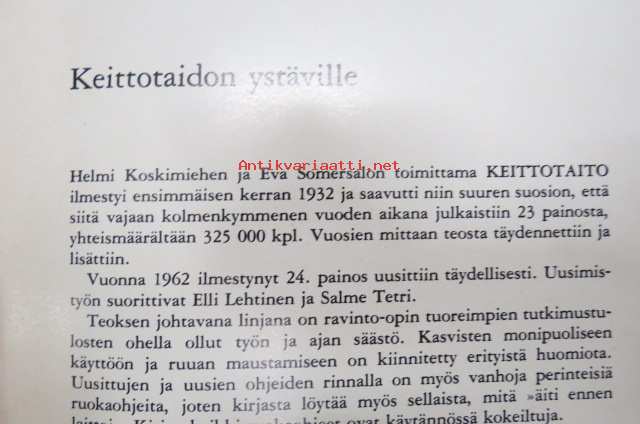 Keittotaidon ystäville
Antikvariaatti.net
Helmi Koskimiehen ja Eva Somersalon toimittama KEITTOTAITO
ilmestyi ensimmäisen kerran 1932 ja saavutti niin suuren suosion, että
siitä vajaan kolmenkymmenen vuoden aikana julkaistiin 23 painosta,
yhteismäärältään 325 000 kpl. Vuosien mittaan teosta täydennettiin ja
lisättiin.
Vuonna 1962 ilmestynyt 24. painos uusittiin täydellisesti. Uusimis-
työn suorittivat Elli Lehtinen ja Salme Tetri.
Teoksen johtavana linjana on ravinto-opin tuoreimpien tutkimustu-
losten ohella ollut työn ja ajan säästö. Kasvisten monipuoliseen
käyttöön ja ruuan maustamiseen on kiinnitetty erityistä huomiota.
Uusittujen ja uusien ohjeiden rinnalla on myös vanhoja perinteisiä
ruokaohjeita, joten kirjasta löytää myös sellaista, mitä »äiti ennen
ovat käytännössä kokeiltuja.